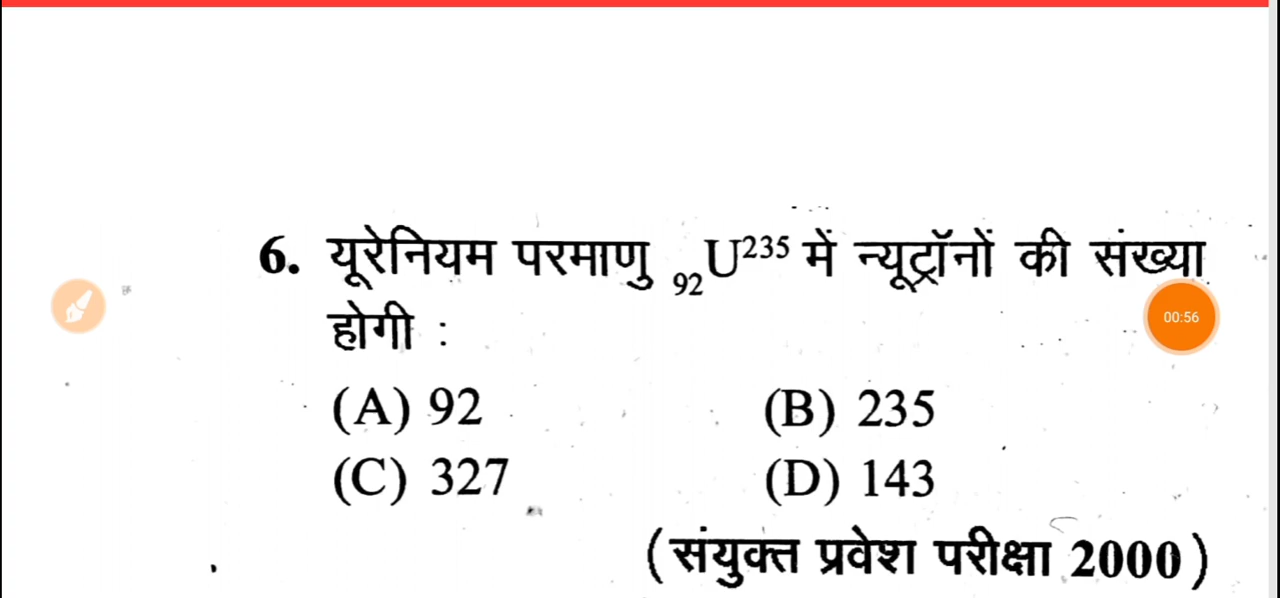 6. यूरेनियम परमाणु ₉₂U²³⁵ में न्यूट्रॉनों की संख्या
होगी :
00:56
(A) 92 (B) 235
(C) 327 (D) 143
(संयुक्त प्रवेश परीक्षा 2000)